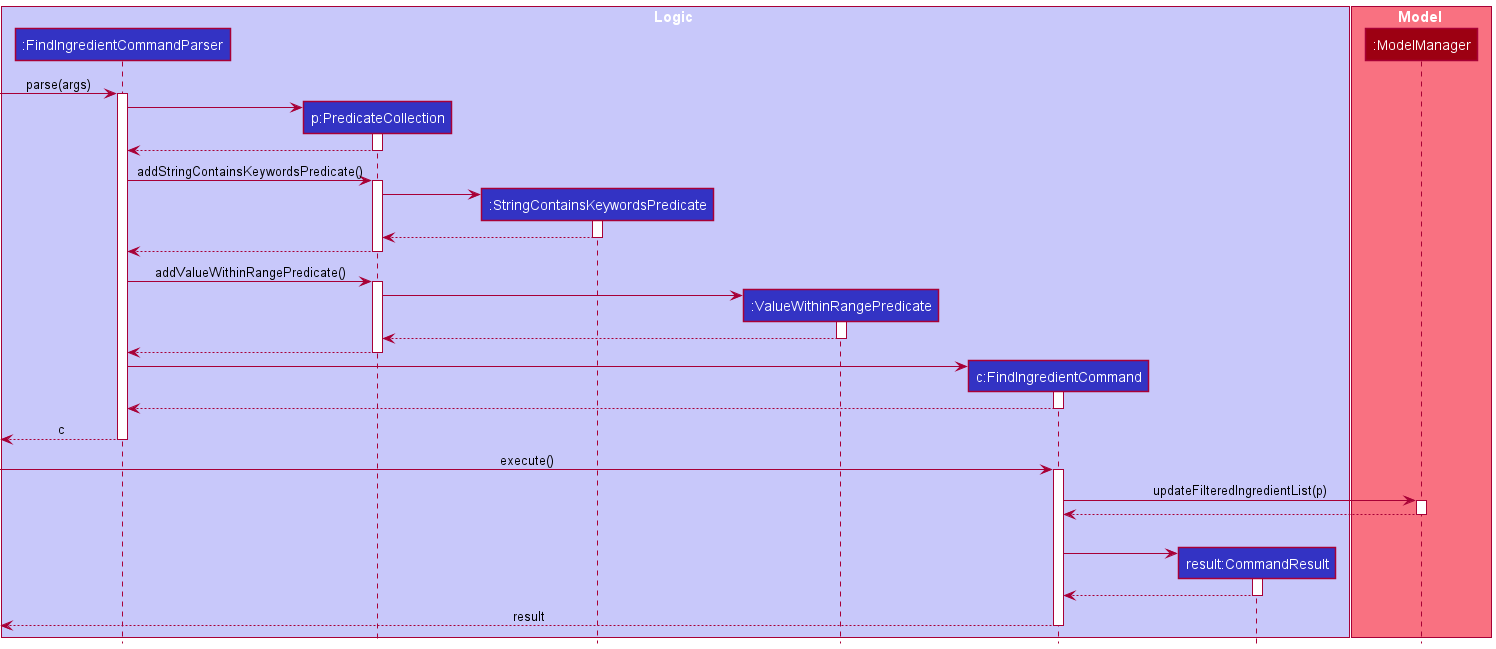 Logic
Model
:FindIngredientCommandParser
:ModelManager
parse(args)
p:PredicateCollection
addStringContainsKeywordsPredicate()
:StringContainsKeywordsPredicate
addValueWithinRangePredicate()
:ValueWithinRangePredicate
c:FindIngredientCommand
c
execute()
updateFilteredIngredientList(p)
result:CommandResult
result